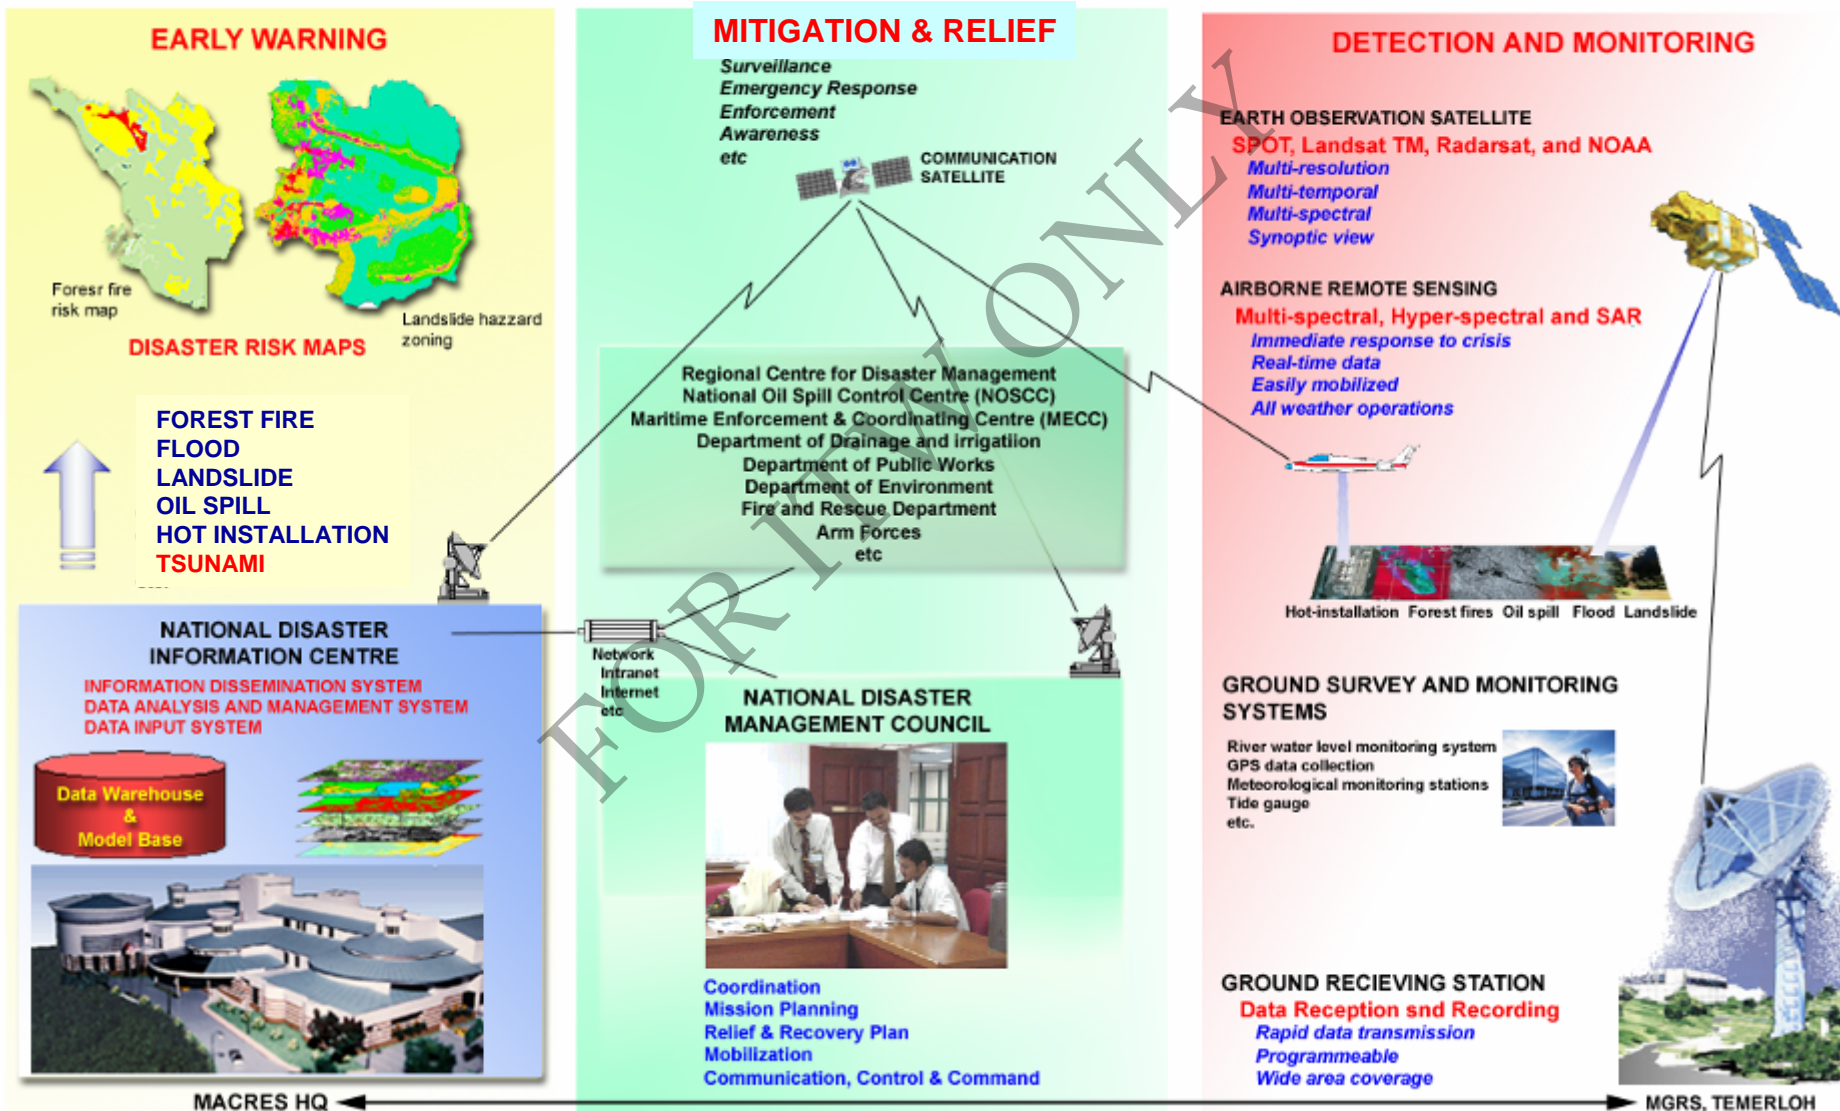 EARLY WARNING
Foresr fire
risk map
Landslide hazzard
zoning
DISASTER RISK MAPS
FOREST FIRE
FLOOD
LANDSLIDE
OIL SPILL
HOT INSTALLATION
TSUNAMI
NATIONAL DISASTER
INFORMATION CENTRE
INFORMATION DISSEMINATION SYSTEM
DATA ANALYSIS AND MANAGEMENT SYSTEM
DATA INPUT SYSTEM
Data Warehouse
&
Model Base
MACRES HQ
MITIGATION & RELIEF
Surveillance
Emergency Response
Enforcement
Awareness
etc
COMMUNICATION
SATELLITE
Regional Centre for Disaster Management
National Oil Spill Control Centre (NOSCC)
Maritime Enforcement & Coordinating Centre (MECC)
Department of Drainage and irrigatiion
Department of Public Works
Department of Environment
Fire and Rescue Department
Arm Forces
etc
Network
Intranet
Internet
etc
NATIONAL DISASTER
MANAGEMENT COUNCIL
Coordination
Mission Planning
Relief & Recovery Plan
Mobilization
Communication, Control & Command
DETECTION AND MONITORING
EARTH OBSERVATION SATELLITE
SPOT, Landsat TM, Radarsat, and NOAA
Multi-resolution
Multi-temporal
Multi-spectral
Synoptic view
AIRBORNE REMOTE SENSING
Multi-spectral, Hyper-spectral and SAR
Immediate response to crisis
Real-time data
Easily mobilized
All weather operations
Hot-installation Forest fires Oil spill Flood Landslide
GROUND SURVEY AND MONITORING
SYSTEMS
River water level monitoring system
GPS data collection
Meteorological monitoring stations
Tide gauge
etc.
GROUND RECIEVING STATION
Data Reception snd Recording
Rapid data transmission
Programmeable
Wide area coverage
MGRS, TEMERLOH
FOR ITW ONLY